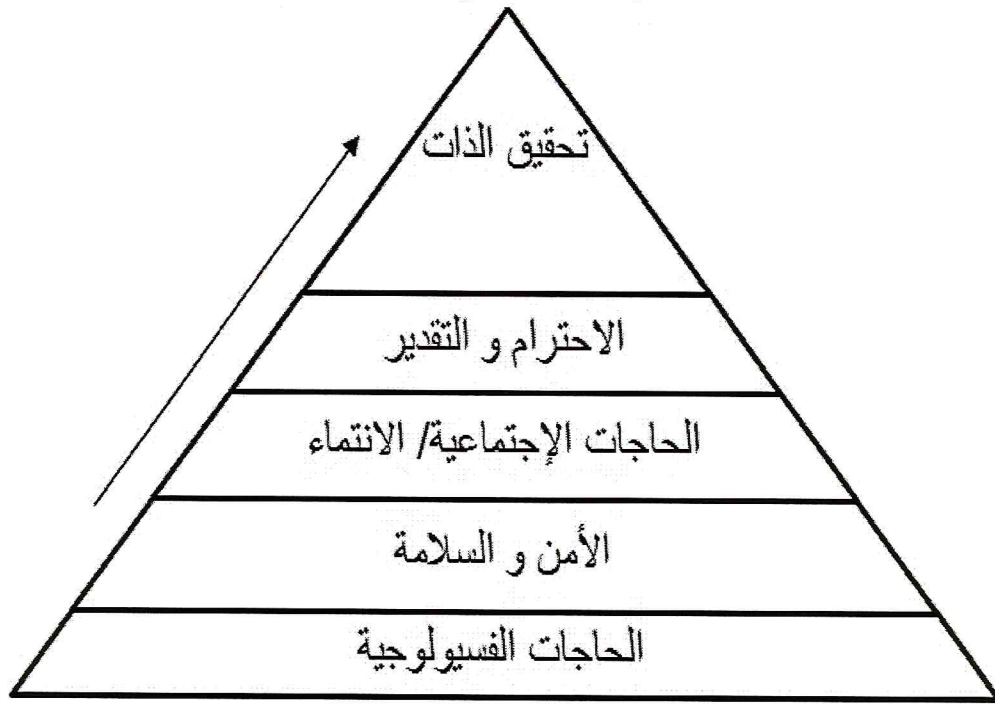 تحقيق الذات
الاحترام و التقدير
الحاجات الإجتماعية/ الانتماء
الأمن و السلامة
الحاجات الفسيولوجية